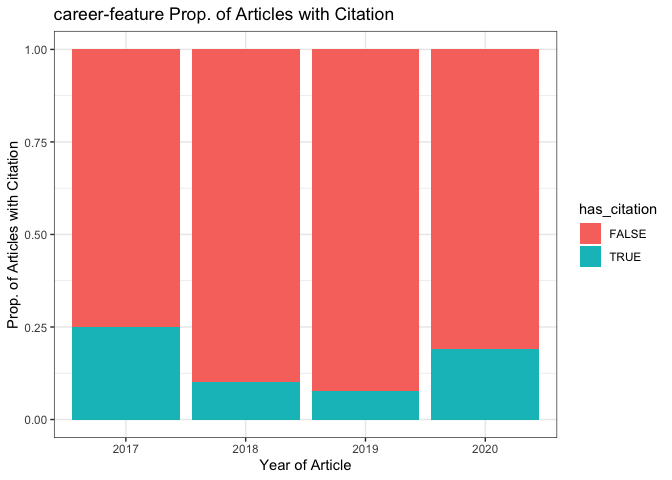 career-feature Prop. of Articles with Citation
Prop. of Articles with Citation
1.00
0.75
0.50
0.25
0.00
2017 2018 2019 2020
Year of Article
has_citation
FALSE
TRUE